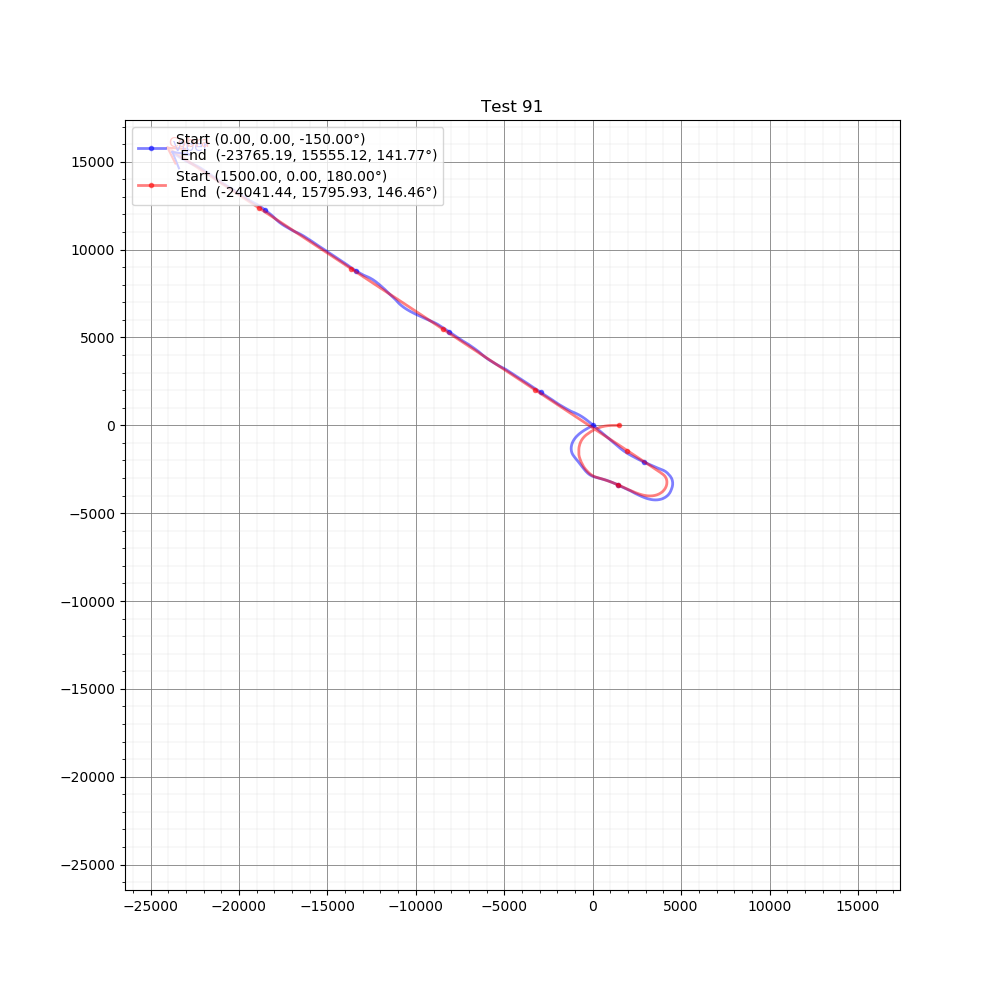 Test 91
Start (0.00, 0.00, -150.00°)
End (-23765.19, 15555.12, 141.77°)
Start (1500.00, 0.00, 180.00°)
End (-24041.44, 15795.93, 146.46°)
15000
10000
5000
0
−5000
−10000
−15000
−20000
−25000
−25000 −20000 −15000 −10000 −5000 0 5000 10000 15000